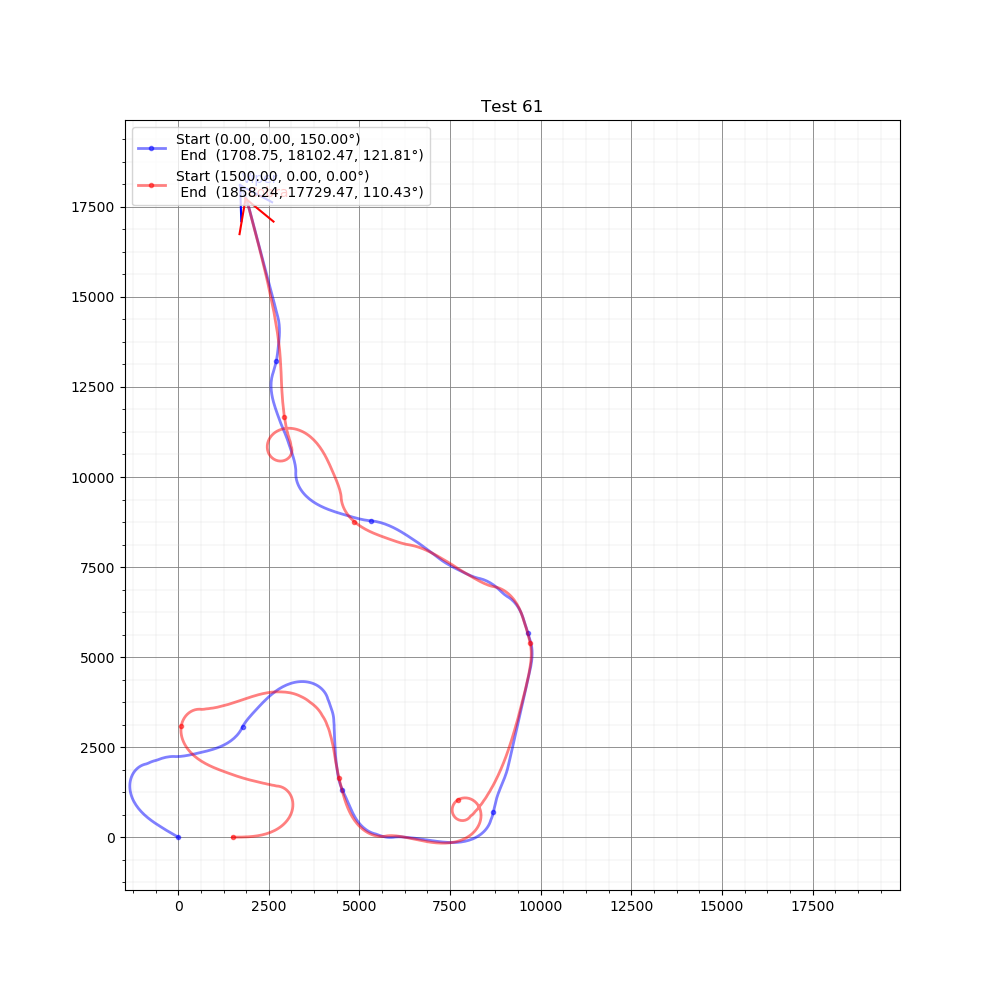 Test 61
Start (0.00, 0.00, 150.00°)
End (1708.75, 18102.47, 121.81°)
Start (1500.00, 0.00, 0.00°)
End (1858.24, 17729.47, 110.43°)
17500
15000
12500
10000
7500
5000
2500
0
0 2500 5000 7500 10000 12500 15000 17500